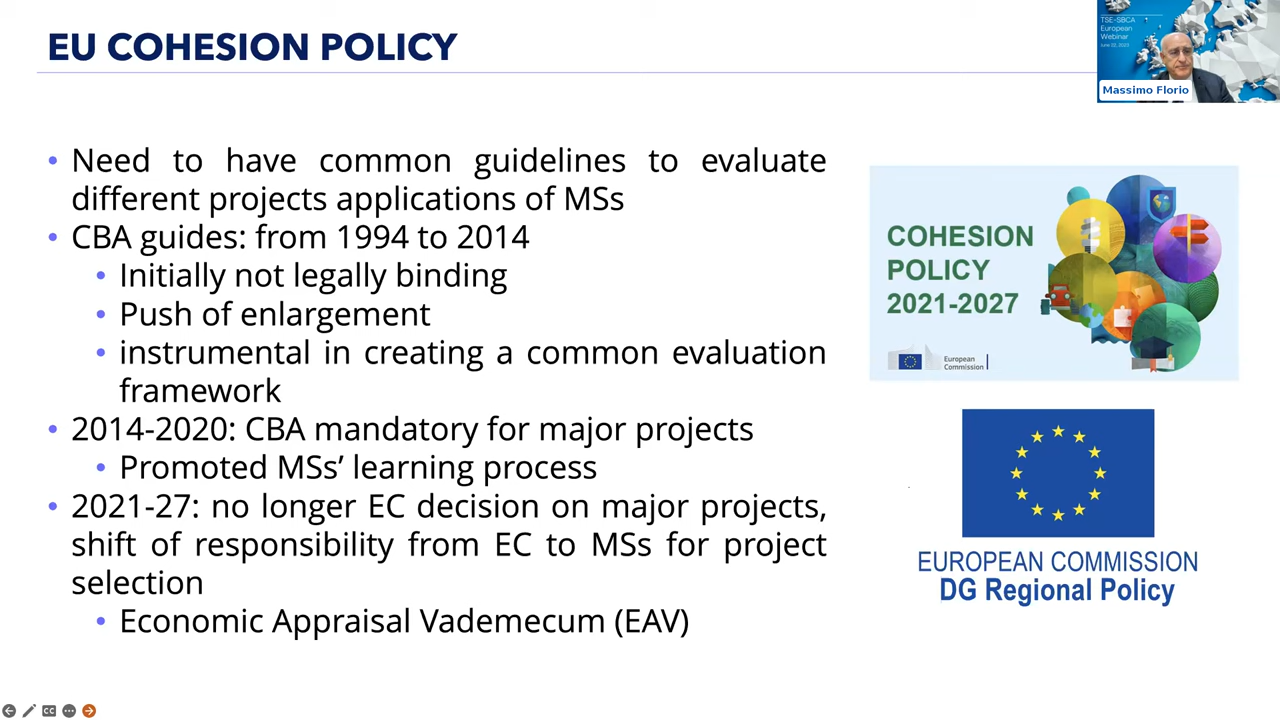 EU COHESION POLICY
TSE-SBCA
European
Webinar
June 22, 2023
Massimo Florio
• Need to have common guidelines to evaluate
different projects applications of MSs
• CBA guides: from 1994 to 2014
• Initially not legally binding
• Push of enlargement
• instrumental in creating a common evaluation
framework
• 2014-2020: CBA mandatory for major projects
• Promoted MSs’ learning process
• 2021-27: no longer EC decision on major projects,
shift of responsibility from EC to MSs for project
selection
• Economic Appraisal Vademecum (EAV)
COHESION
POLICY
2021-2027
European
Commission
EUROPEAN COMMISSION
DG Regional Policy
CC